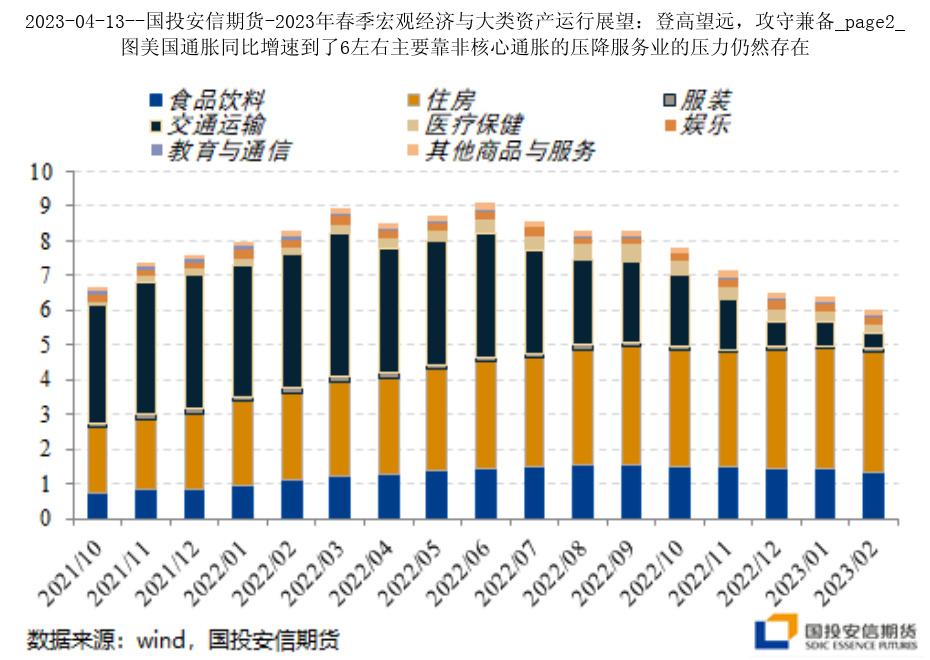 2023-04-13--国投安信期货-2023年春季宏观经济与大类资产运行展望：登高望远，攻守兼备_page2_
图美国通胀同比增速到了6左右主要靠非核心通胀的压降服务业的压力仍然存在
食品饮料 住房 服装
交通运输 医疗保健 娱乐
教育与通信 其他商品与服务
10
9
8
7
6
5
4
3
2
1
0
2021/10 2021/11 2021/12 2022/01 2022/02 2022/03 2022/04 2022/05 2022/06 2022/07 2022/08 2022/09 2022/10 2022/11 2022/12 2023/01 2023/02
数据来源：wind，国投安信期货
国投安信期货
SDIC ESSENCE FUTURES